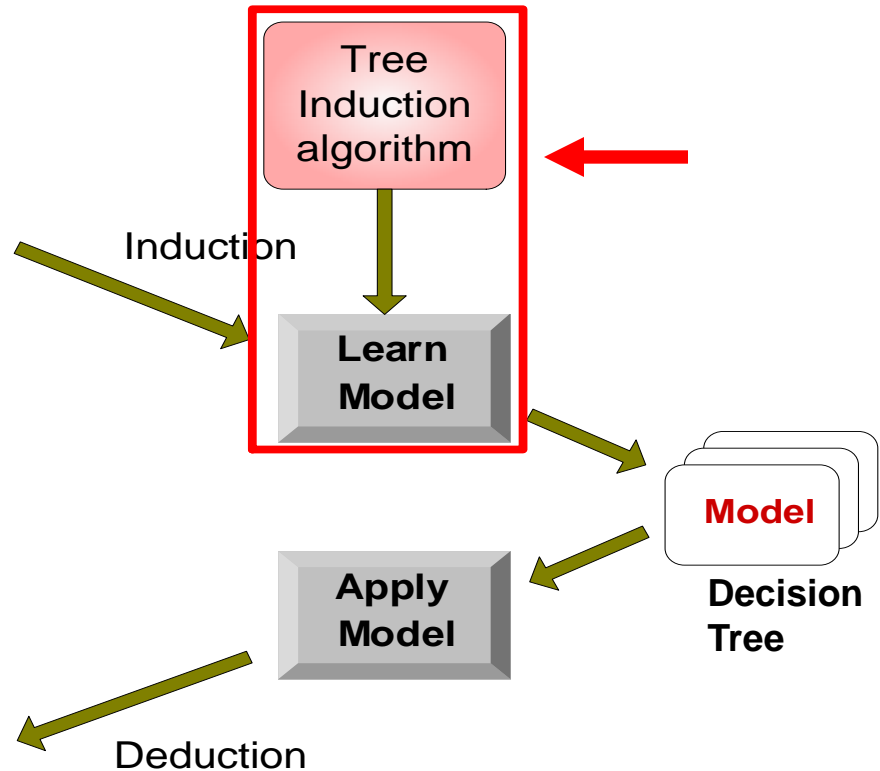 Tree
Induction
algorithm
Induction
Learn
Model
Model
Decision
Tree
Apply
Model
Deduction